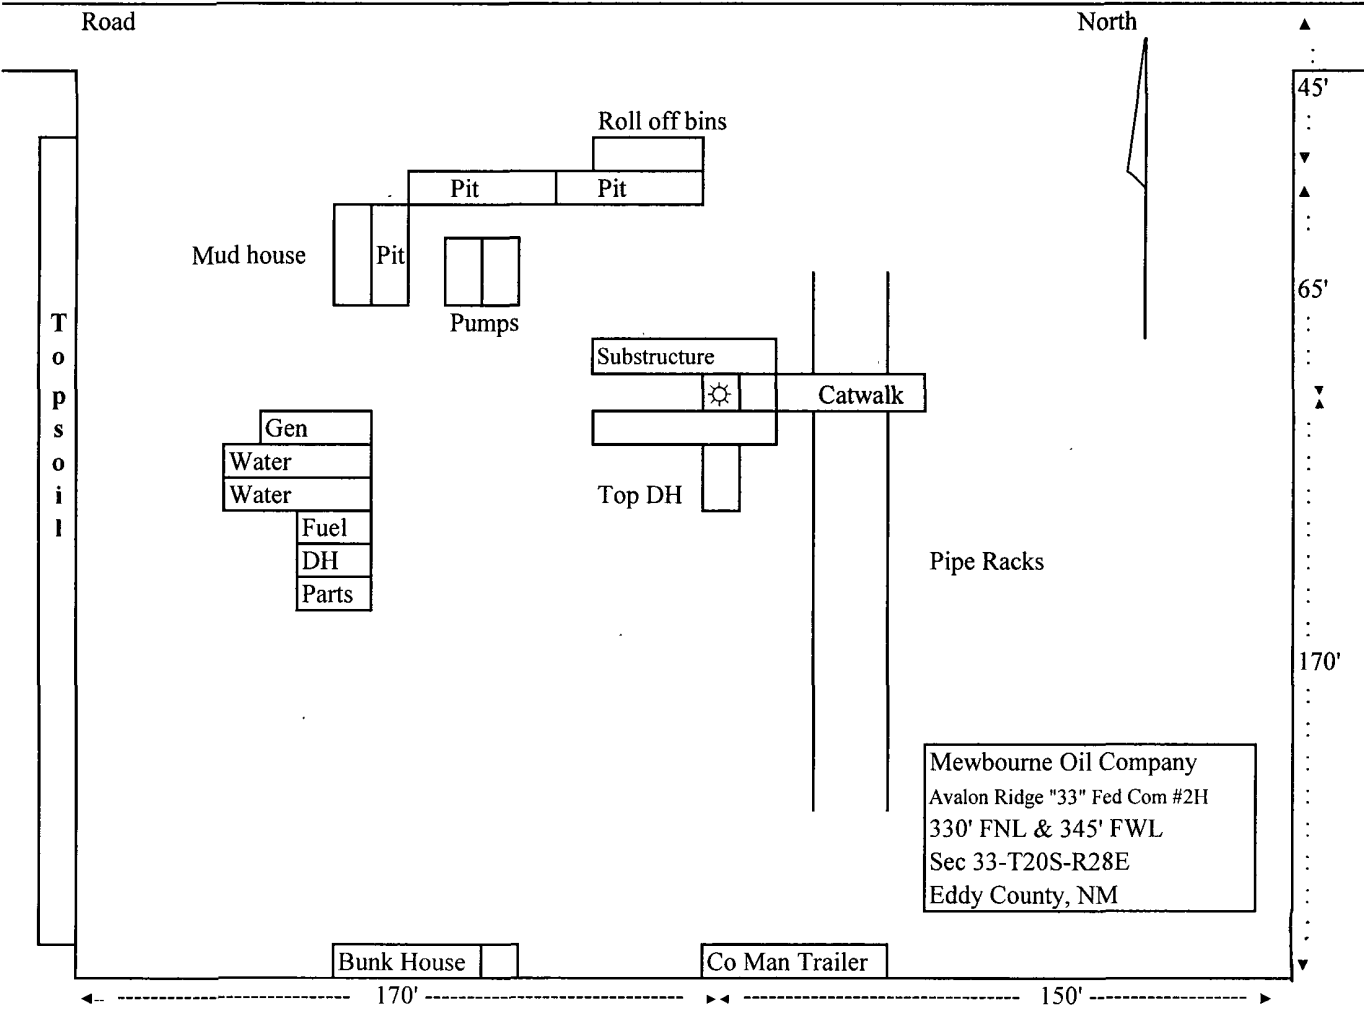 Road
North
45'
Roll off bins
Pit
Pit
Mud house
Pit
65'
Pumps
Topsoil
Substructure
Catwalk
Gen
Water
Water
Top DH
Fuel
DH
Pipe Racks
Parts
170'
Mewbourne Oil Company
Avalon Ridge "33" Fed Com #2H
330' FNL & 345' FWL
Sec 33-T20S-R28E
Eddy County, NM
Bunk House
Co Man Trailer
170'
150'